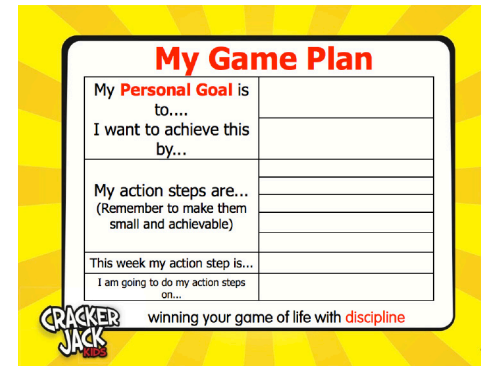 My Game Plan
My Personal Goal is
to....
I want to achieve this
by...
My action steps are...
(Remember to make them
small and achievable)
This week my action step is...
I am going to do my action steps
on...
CRACKER
JACK
KIDS
winning your game of life with discipline